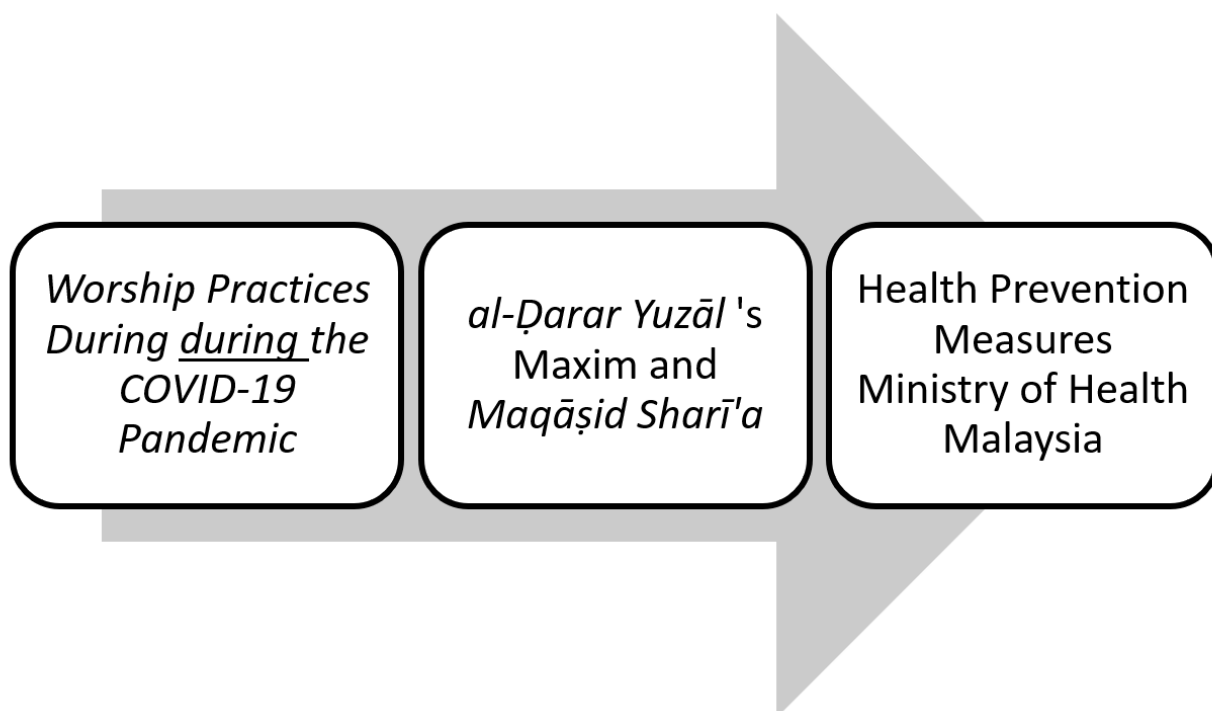 Worship Practices
During during the
COVID-19
Pandemic
al-Ḍarar Yuzāl 's
Maxim and
Maqāṣid Sharī'a
Health Prevention
Measures
Ministry of Health
Malaysia